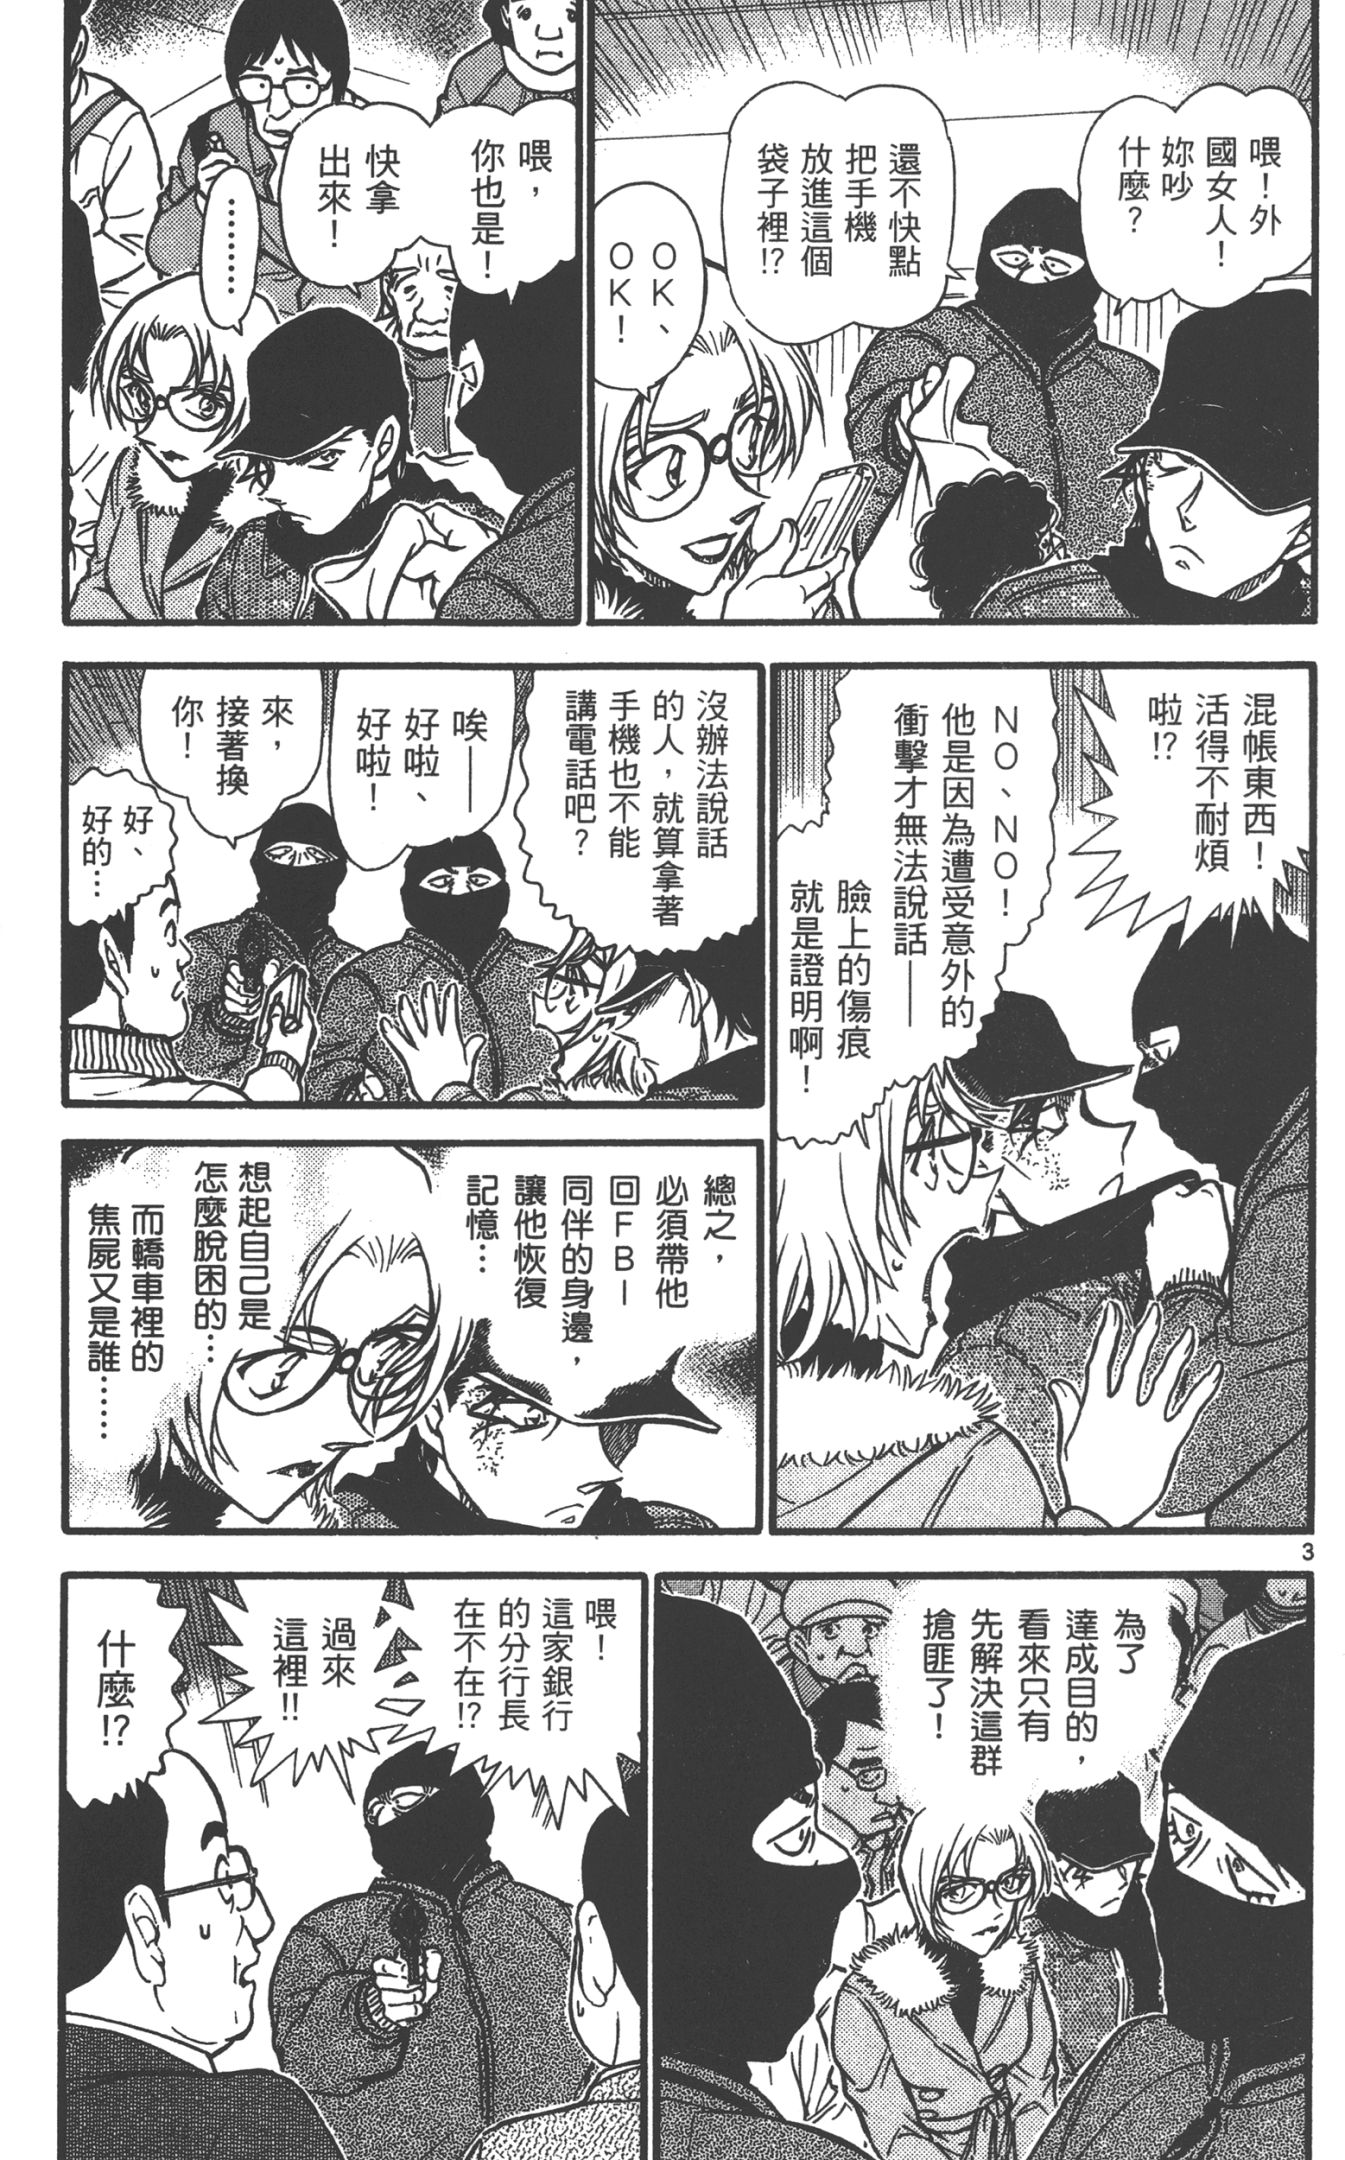 喂！外
國女人！
妳吵
什麼？
還不快點
把手機
放進這個
袋子裡!?
OK、
OK！
喂，
你也是！
快拿
出來！
………
混帳東西！
活得不耐煩
啦!?
NO、NO！
他是因為遭受意外的
衝擊才無法說話——
臉上的傷痕
就是證明啊！
沒辦法說話
的人，就算拿著
手機也不能
講電話吧？
唉——
好啦、
好啦！
來，
接著換
你！
好、
好的…
總之，
必須帶他
回FBI
同伴的身邊，
讓他恢復
記憶…
想起自己是
怎麼脫困的…
而轎車裡的
焦屍又是誰……
3
為了
達成目的，
看來只有
先解決這群
搶匪了！
喂！
這家銀行
的分行長
在不在!?
過來
這裡!!
什麼!?